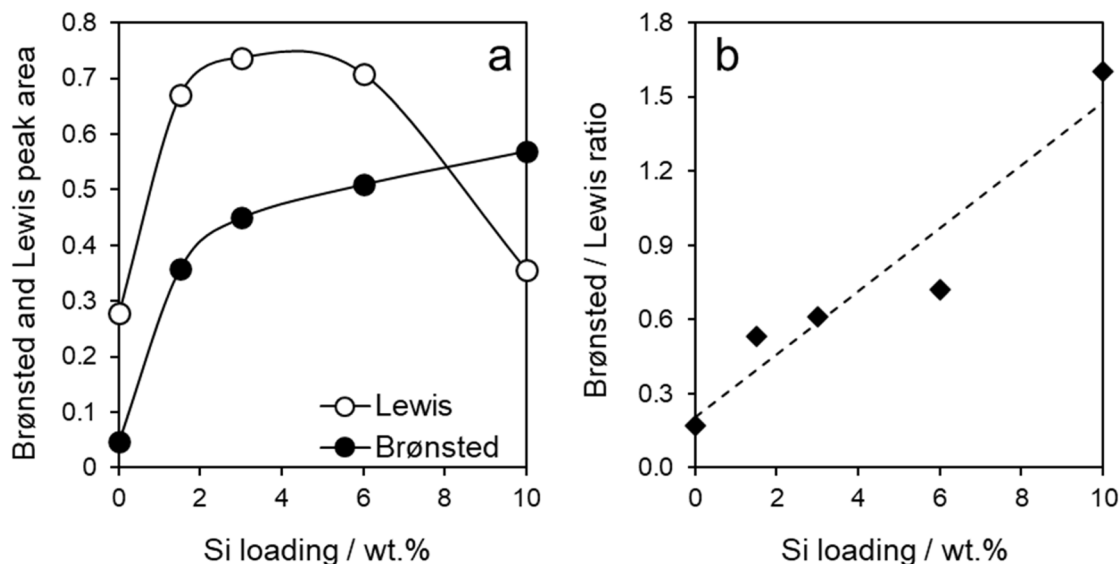 a
Brønsted and Lewis peak area
0.8
0.7
0.6
0.5
0.4
0.3
0.2
0.1
0
0 2 4 6 8 10
Si loading / wt.%
Lewis
Brønsted
b
Brønsted / Lewis ratio
1.8
1.5
1.2
0.9
0.6
0.3
0.0
0 2 4 6 8 10
Si loading / wt.%